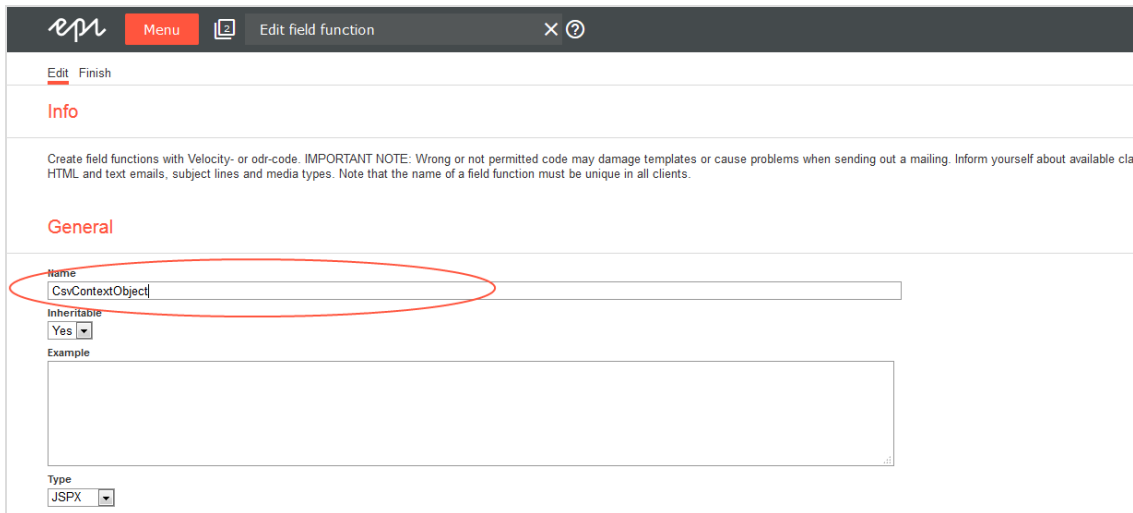 epi Menu 2 Edit field function
Edit Finish
Info
Create field functions with Velocity- or odr-code. IMPORTANT NOTE: Wrong or not permitted code may damage templates or cause problems when sending out a mailing. Inform yourself about available cla
HTML and text emails, subject lines and media types. Note that the name of a field function must be unique in all clients.
General
Name
CsvContextObject
Inheritable
Yes
Example
Type
JSPX